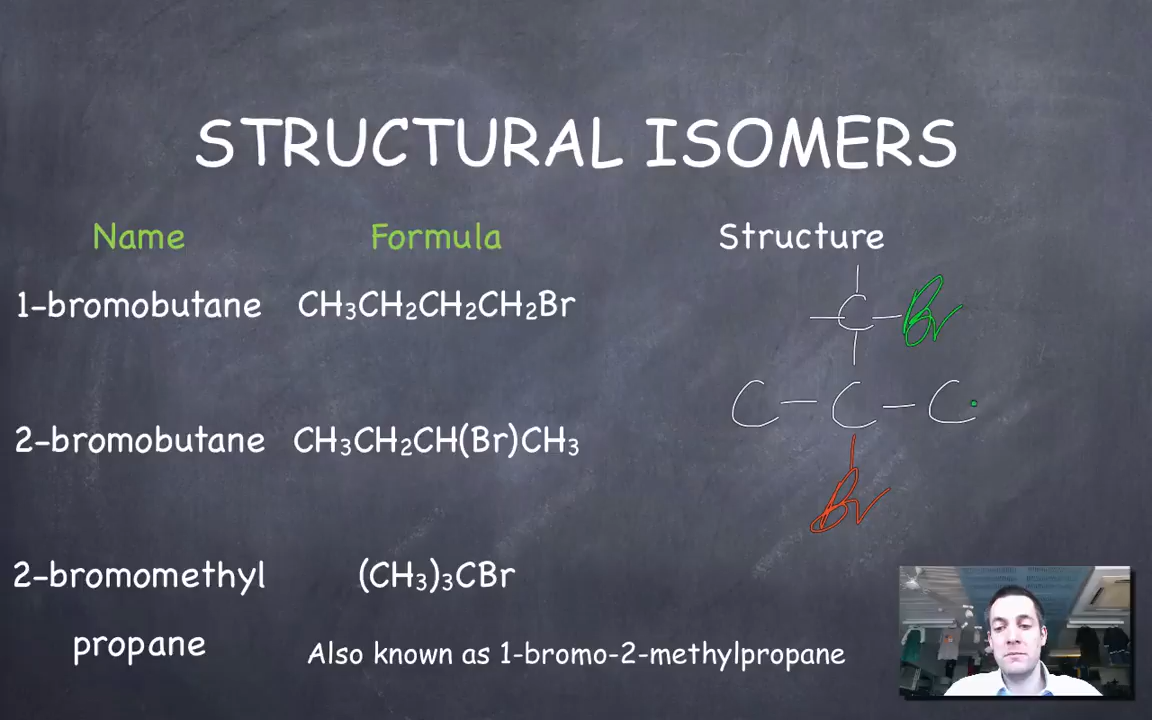 STRUCTURAL ISOMERS
Name Formula Structure
1-bromobutane CH₃CH₂CH₂CH₂Br
C Br
C C C
2-bromobutane CH₃CH₂CH(Br)CH₃
Br
2-bromomethyl (CH₃)₃CBr
propane
Also known as 1-bromo-2-methylpropane